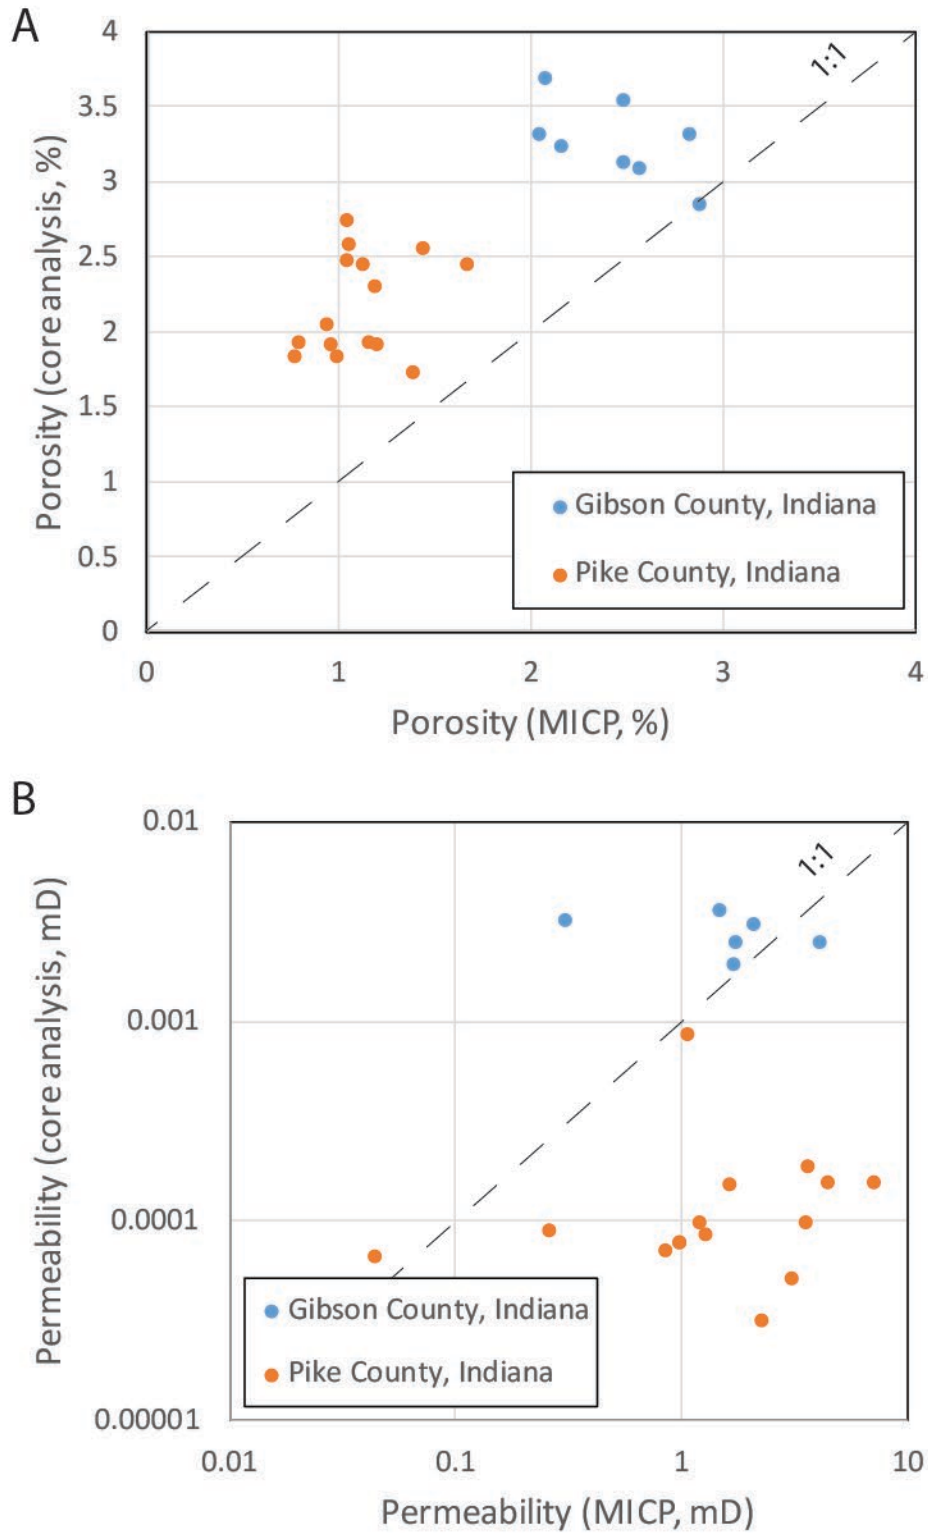 A
4
3.5
3
2.5
2
1.5
1
0.5
0
Porosity (core analysis, %)
1:1
Gibson County, Indiana
Pike County, Indiana
0 1 2 3 4
Porosity (MICP, %)
B
0.01
0.001
0.0001
0.00001
Permeability (core analysis, mD)
1:1
Gibson County, Indiana
Pike County, Indiana
0.01 0.1 1 10
Permeability (MICP, mD)